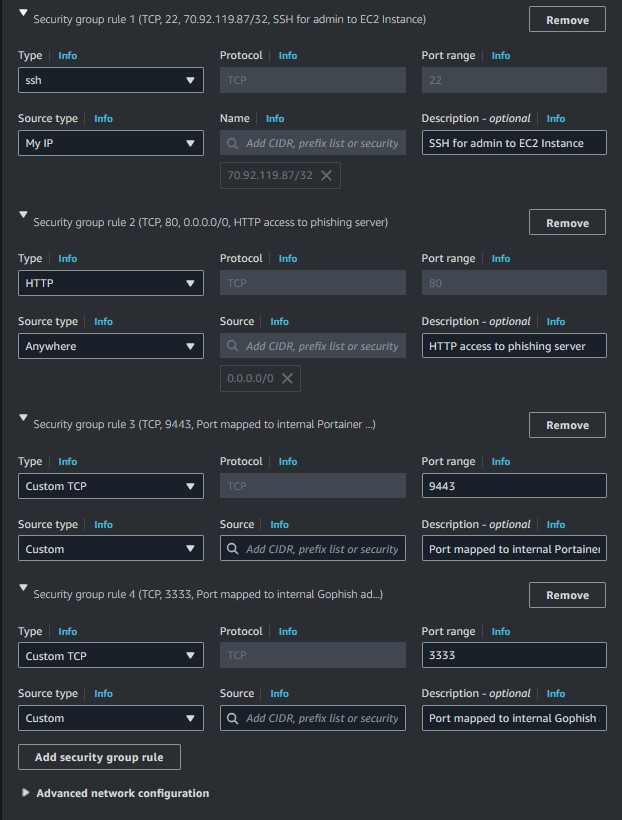 Security group rule 1 (TCP, 22, 70.92.119.87/32, SSH for admin to EC2 Instance)
Remove
Type Info Protocol Info Port range Info
ssh TCP 22
Source type Info Name Info Description - optional Info
My IP Add CIDR, prefix list or security SSH for admin to EC2 Instance
70.92.119.87/32
Security group rule 2 (TCP, 80, 0.0.0.0/0, HTTP access to phishing server)
Remove
Type Info Protocol Info Port range Info
HTTP TCP 80
Source type Info Source Info Description - optional Info
Anywhere Add CIDR, prefix list or security HTTP access to phishing server
0.0.0.0/0
Security group rule 3 (TCP, 9443, Port mapped to internal Portainer ...)
Remove
Type Info Protocol Info Port range Info
Custom TCP TCP 9443
Source type Info Source Info Description - optional Info
Custom Add CIDR, prefix list or security Port mapped to internal Portainer
Security group rule 4 (TCP, 3333, Port mapped to internal Gophish ad...)
Remove
Type Info Protocol Info Port range Info
Custom TCP TCP 3333
Source type Info Source Info Description - optional Info
Custom Add CIDR, prefix list or security Port mapped to internal Gophish
Add security group rule
Advanced network configuration